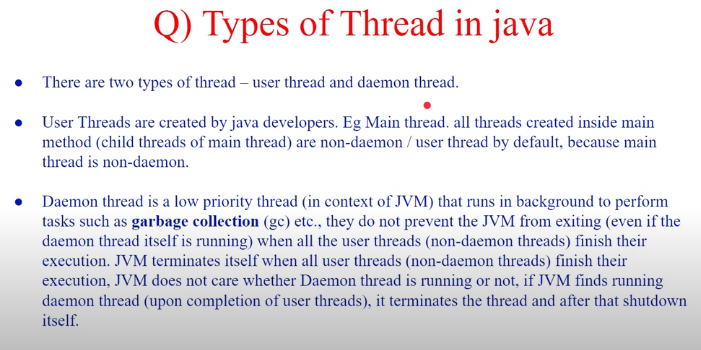 Q) Types of Thread in java
● There are two types of thread – user thread and daemon thread.
● User Threads are created by java developers. Eg Main thread. all threads created inside main
method (child threads of main thread) are non-daemon / user thread by default, because main
thread is non-daemon.
● Daemon thread is a low priority thread (in context of JVM) that runs in background to perform
tasks such as garbage collection (gc) etc., they do not prevent the JVM from exiting (even if the
daemon thread itself is running) when all the user threads (non-daemon threads) finish their
execution. JVM terminates itself when all user threads (non-daemon threads) finish their
execution, JVM does not care whether Daemon thread is running or not, if JVM finds running
daemon thread (upon completion of user threads), it terminates the thread and after that shutdown
itself.